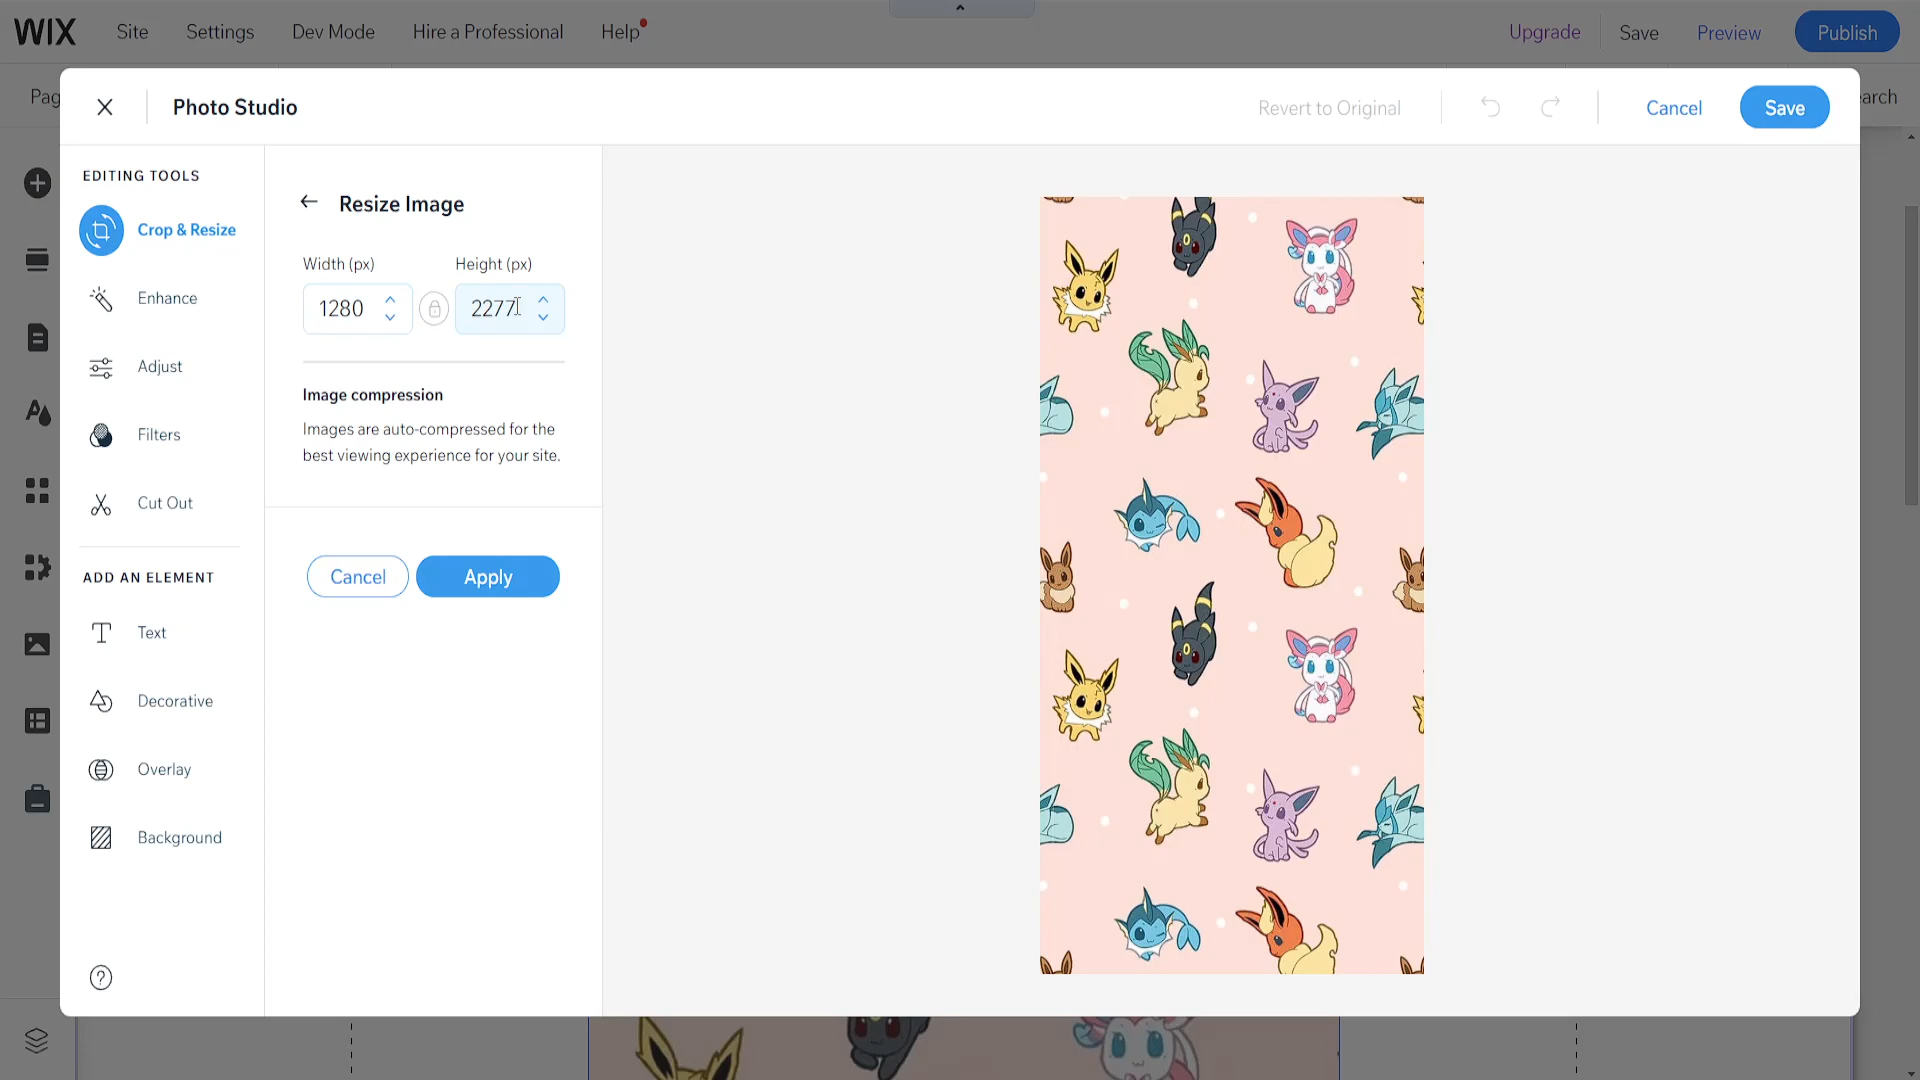 WIX Site Settings Dev Mode Hire a Professional Help Upgrade Save Preview Publish
Pag
earch
Photo Studio Revert to Original Cancel Save
EDITING TOOLS
Crop & Resize
Enhance
Adjust
Filters
Cut Out
ADD AN ELEMENT
Text
Decorative
Overlay
Background
?
Resize Image
Width (px) Height (px)
1280 2277
Image compression
Images are auto-compressed for the
best viewing experience for your site.
Cancel Apply